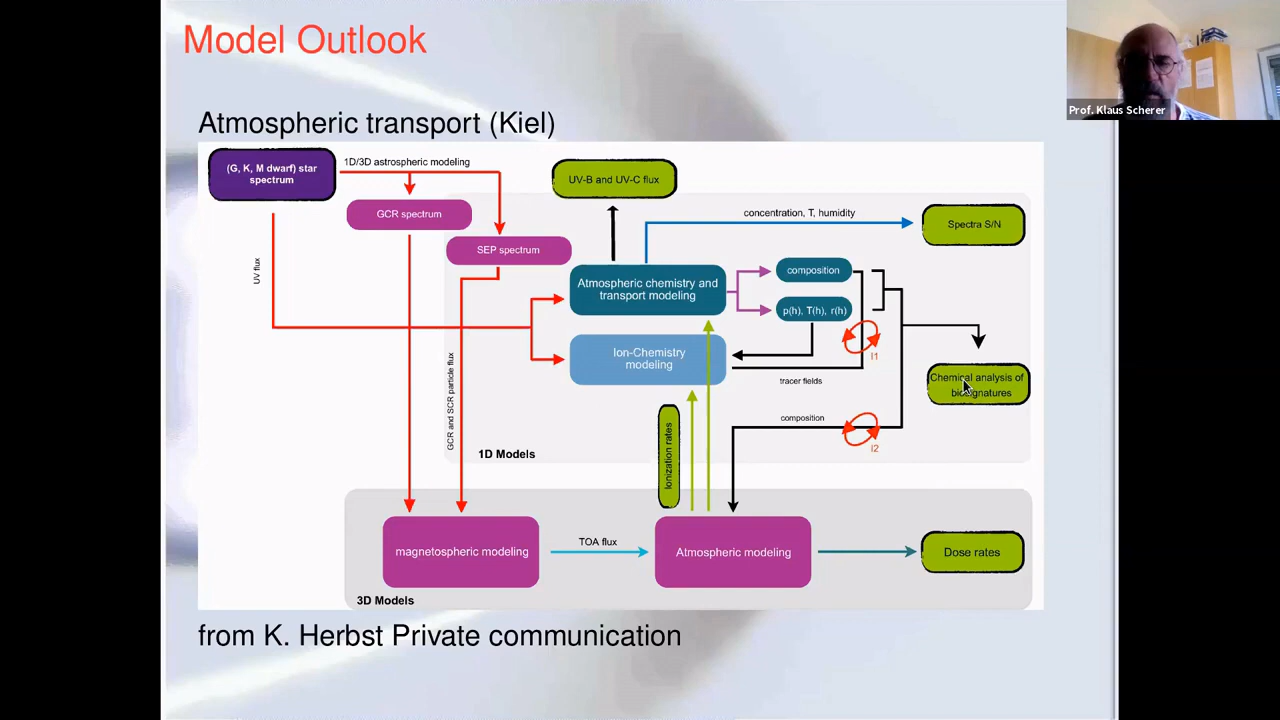 Model Outlook
Prof. Klaus Scherer
Atmospheric transport (Kiel)
(G, K, M dwarf) star
spectrum
1D/3D astrospheric modeling
GCR spectrum
SEP spectrum
UV flux
UV-B and UV-C flux
concentration, T, humidity
Spectra S/N
Atmospheric chemistry and
transport modeling
composition
p(h), T(h), r(h)
I1
Ion-Chemistry
modeling
tracer fields
Chemical analysis of
biosignatures
GCR and SCR particle flux
composition
I2
Ionization rates
1D Models
magnetospheric modeling
TOA flux
Atmospheric modeling
Dose rates
3D Models
from K. Herbst Private communication